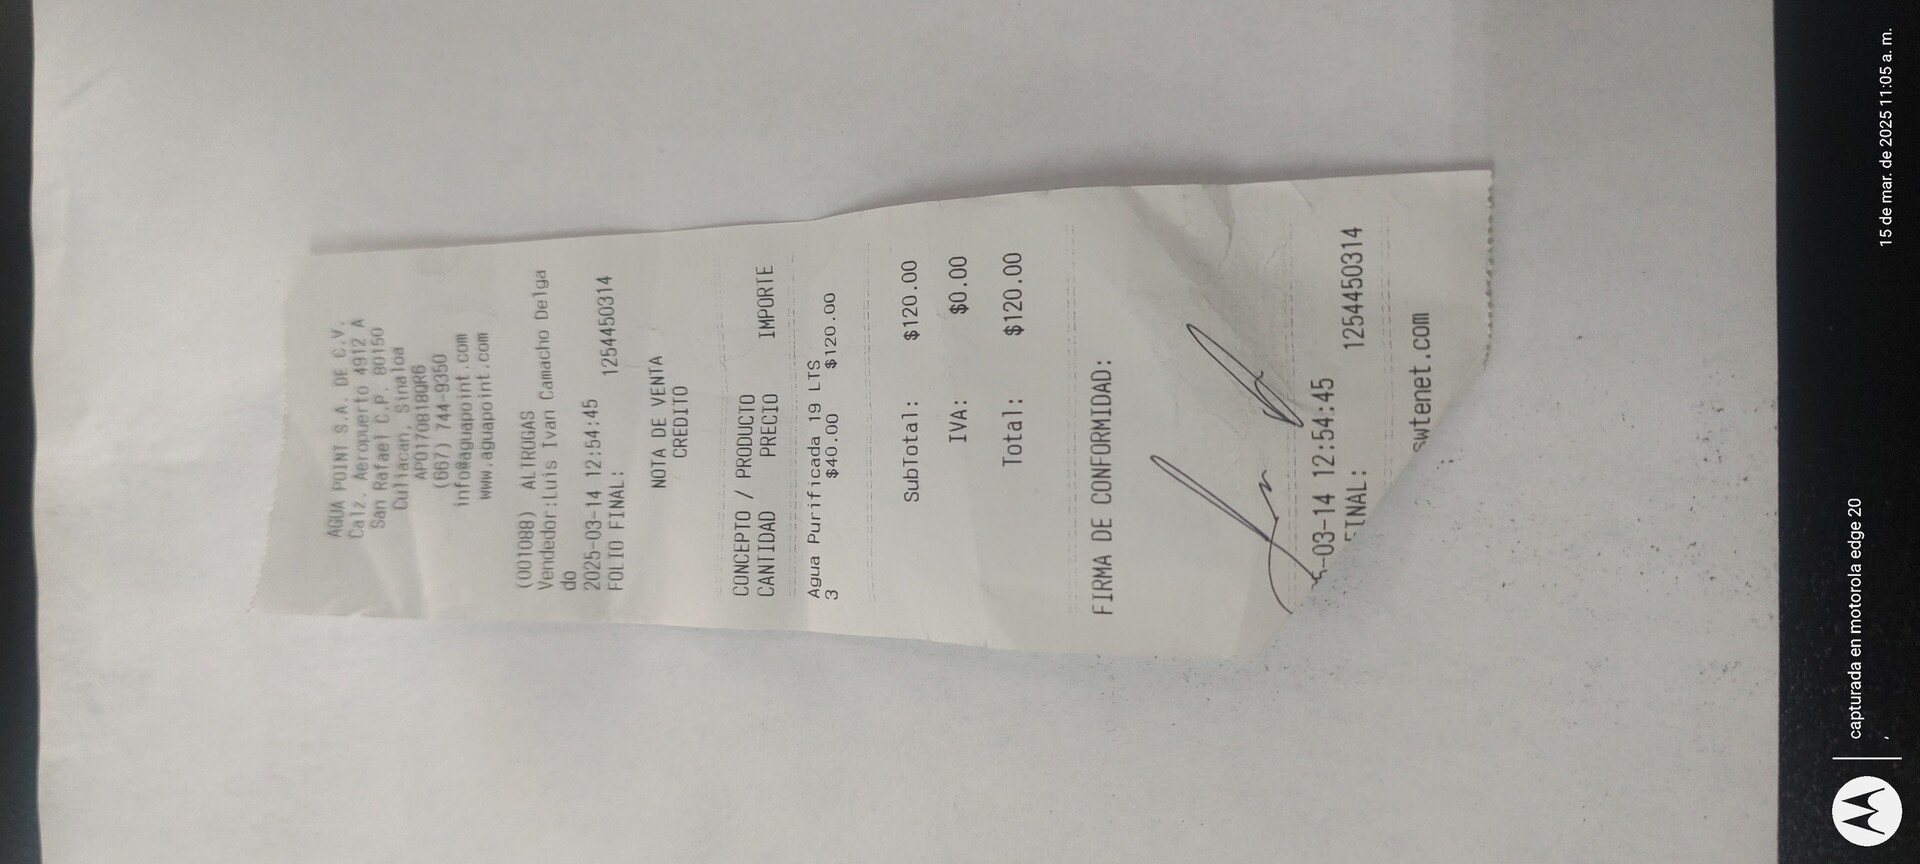 AGUA POINT S.A. DE C.V.
Calz. Aeropuerto 4912 A
San Rafael C.P. 80150
Culiacan, Sinaloa
APO170818QR6
(667) 744-9350
info@aguapoint.com
www.aguapoint.com
(001088) ALTROGAS
Vendedor:Luis Ivan Camacho Delga
do
2025-03-14 12:54:45
FOLIO FINAL: 1254450314
NOTA DE VENTA
CREDITO
CONCEPTO / PRODUCTO
CANTIDAD PRECIO IMPORTE
Agua Purificada 19 LTS
3 $40.00 $120.00
SubTotal: $120.00
IVA: $0.00
Total: $120.00
FIRMA DE CONFORMIDAD:
-03-14 12:54:45
FINAL: 1254450314
swtenet.com
capturada en motorola edge 20
,
15 de mar. de 2025 11:05 a. m.